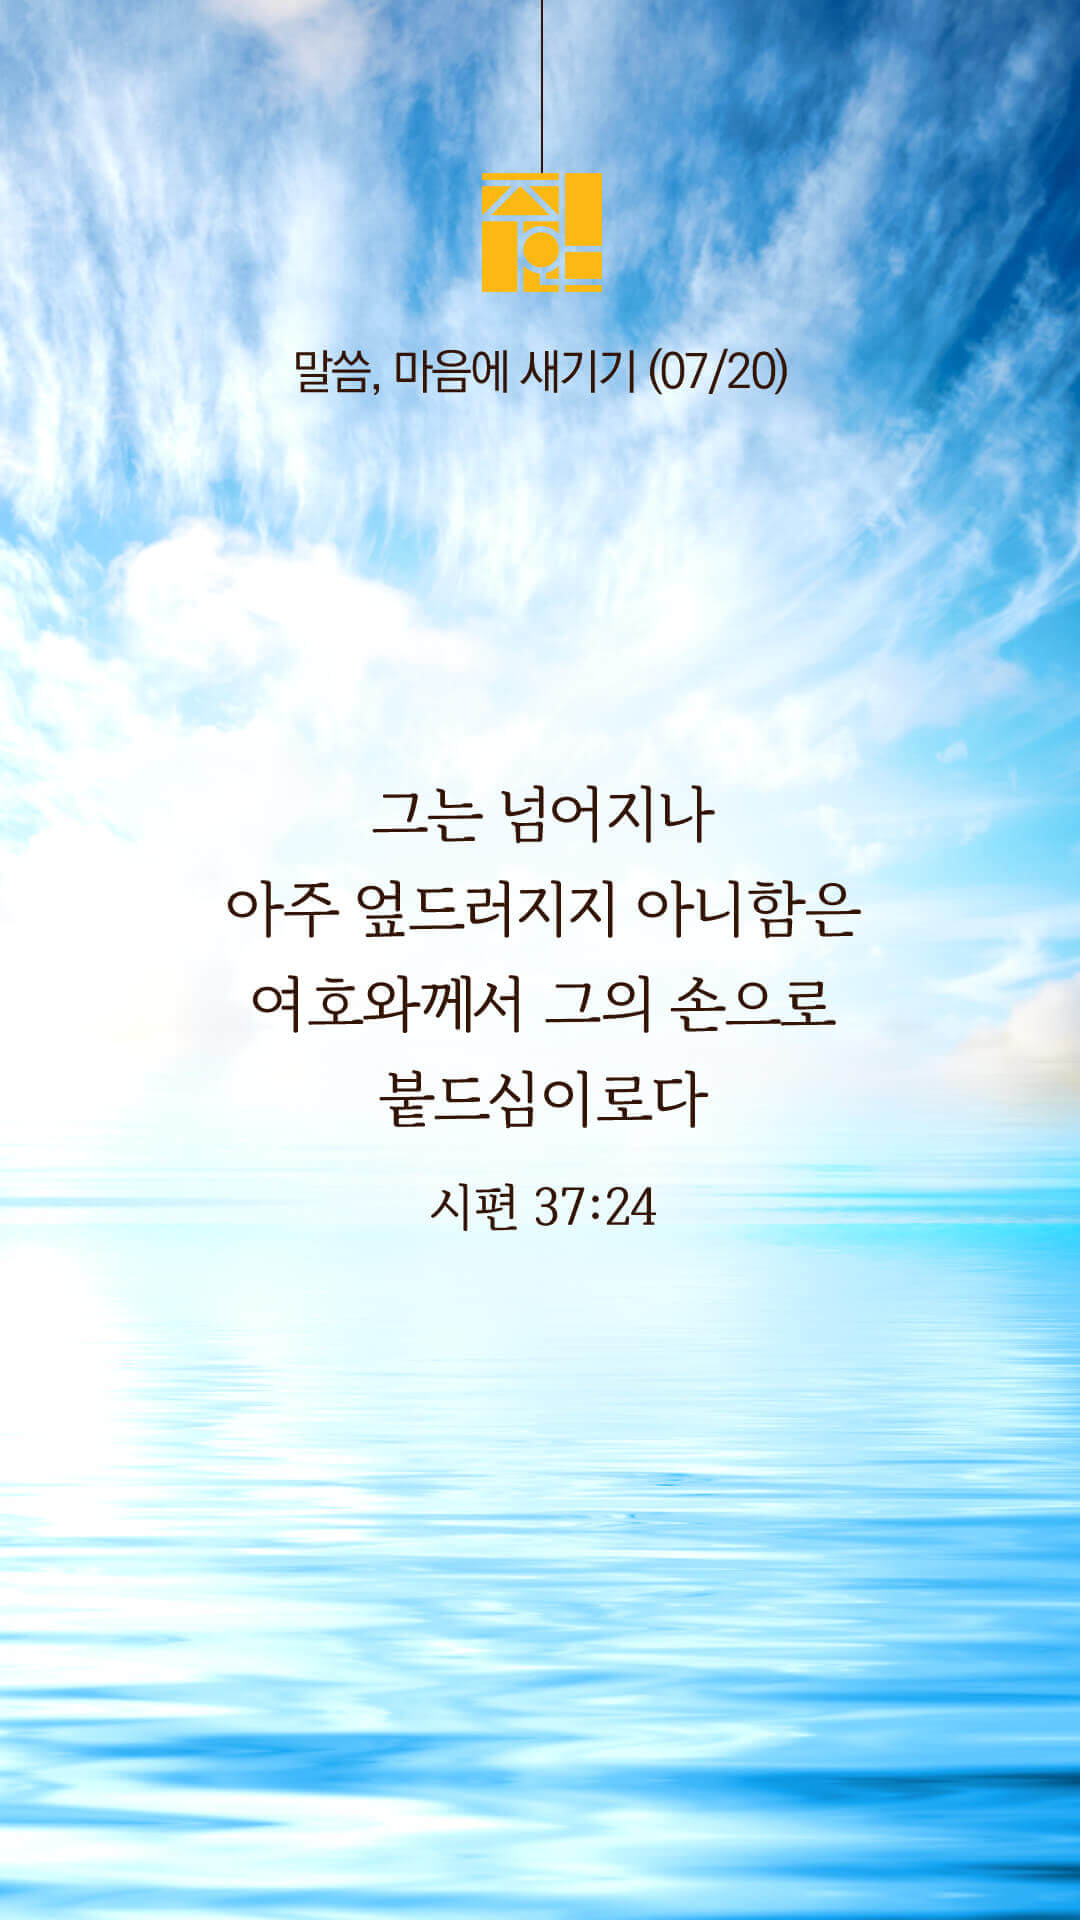 말씀, 마음에 새기기 (07/20)
그는 넘어지나
아주 엎드러지지 아니함은
여호와께서 그의 손으로
붙드심이로다
시편 37:24